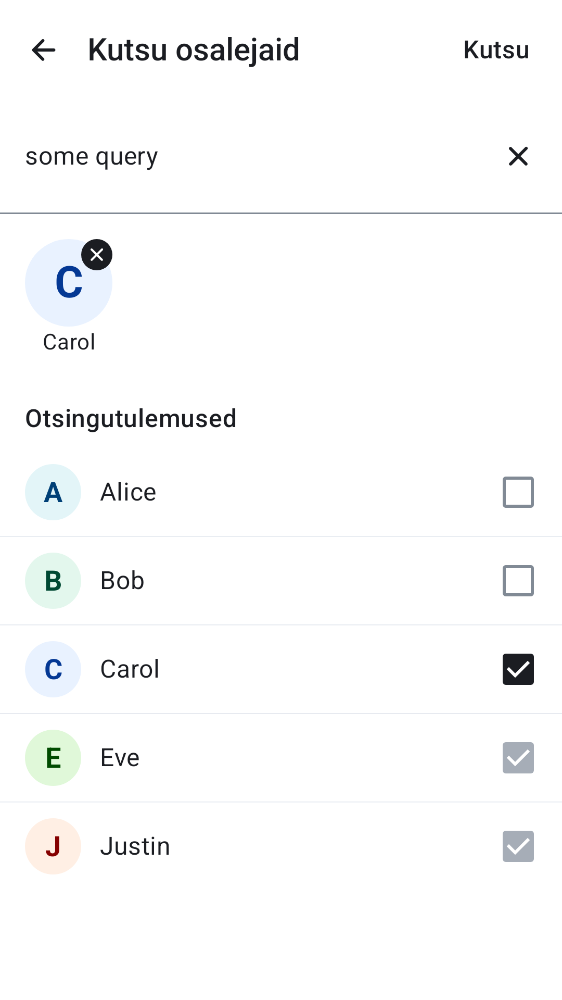 Kutsu osalejaid
Kutsu
some query
C
Carol
Otsingutulemused
A
Alice
B
Bob
C
Carol
E
Eve
J
Justin